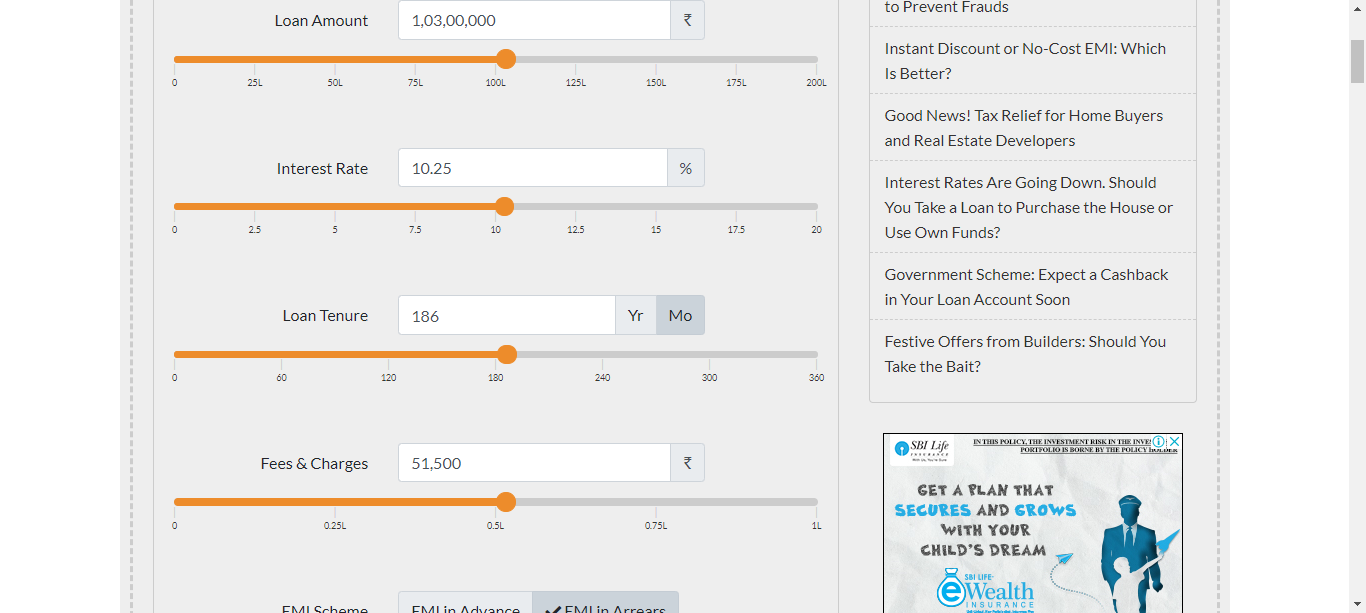 Loan Amount
1,03,00,000
₹
0 25L 50L 75L 100L 125L 150L 175L 200L
Interest Rate
10.25
%
0 2.5 5 7.5 10 12.5 15 17.5 20
Loan Tenure
186
Yr
Mo
0 60 120 180 240 300 360
Fees & Charges
51,500
₹
0 0.25L 0.5L 0.75L 1L
EMI Scheme
EMI in Advance
EMI in Arrears
to Prevent Frauds
Instant Discount or No-Cost EMI: Which
Is Better?
Good News! Tax Relief for Home Buyers
and Real Estate Developers
Interest Rates Are Going Down. Should
You Take a Loan to Purchase the House or
Use Own Funds?
Government Scheme: Expect a Cashback
in Your Loan Account Soon
Festive Offers from Builders: Should You
Take the Bait?
SBI Life
INSURANCE
IN THIS POLICY, THE INVESTMENT RISK IN THE
PORTFOLIO IS BORNE BY THE POLICY HOLDER
GET A PLAN THAT
SECURES AND GROWS
WITH YOUR
CHILD'S DREAM
SBI LIFE-
eWealth
INSURANCE